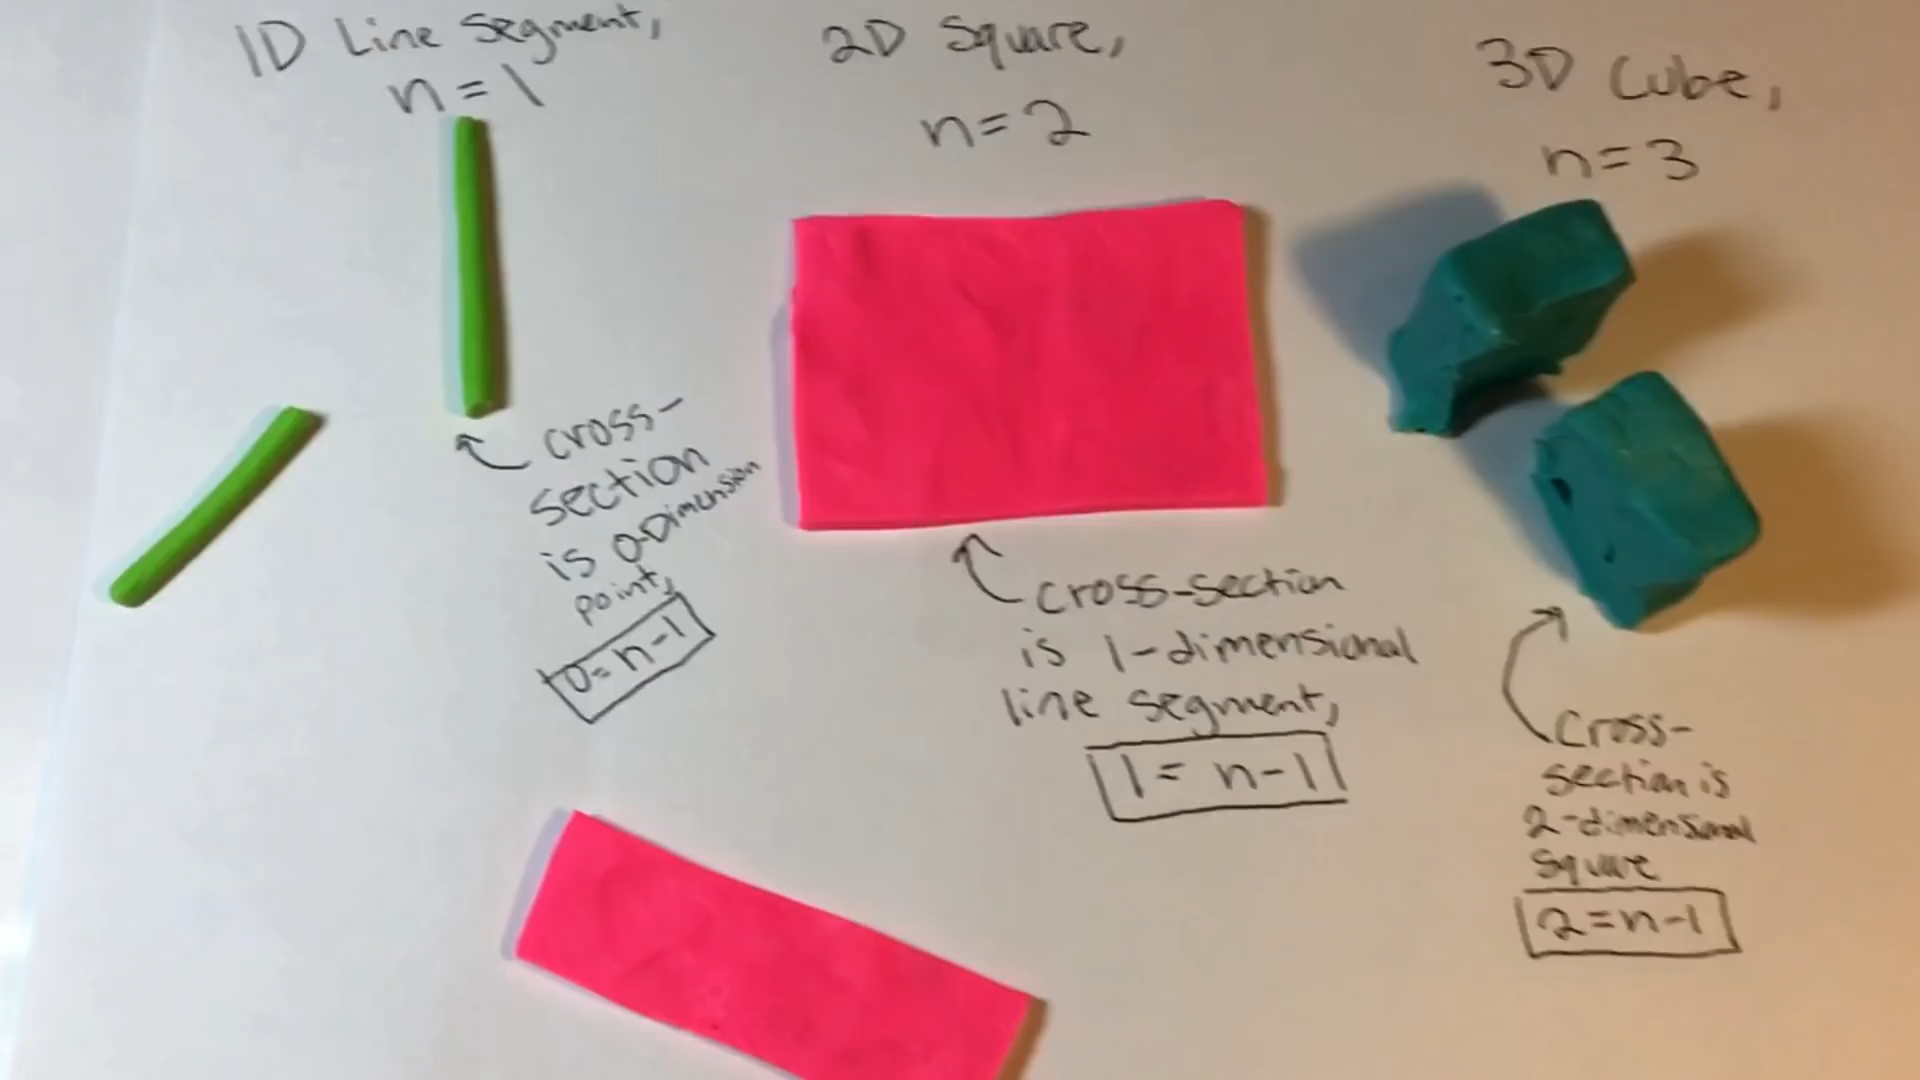 1D Line Segment,
n=1
cross-
section
is 0-Dimension
point,
0=n-1
2D Square,
n=2
cross-section
is 1-dimensional
line segment,
1=n-1
3D Cube,
n=3
cross-
section is
2-dimensional
square
2=n-1